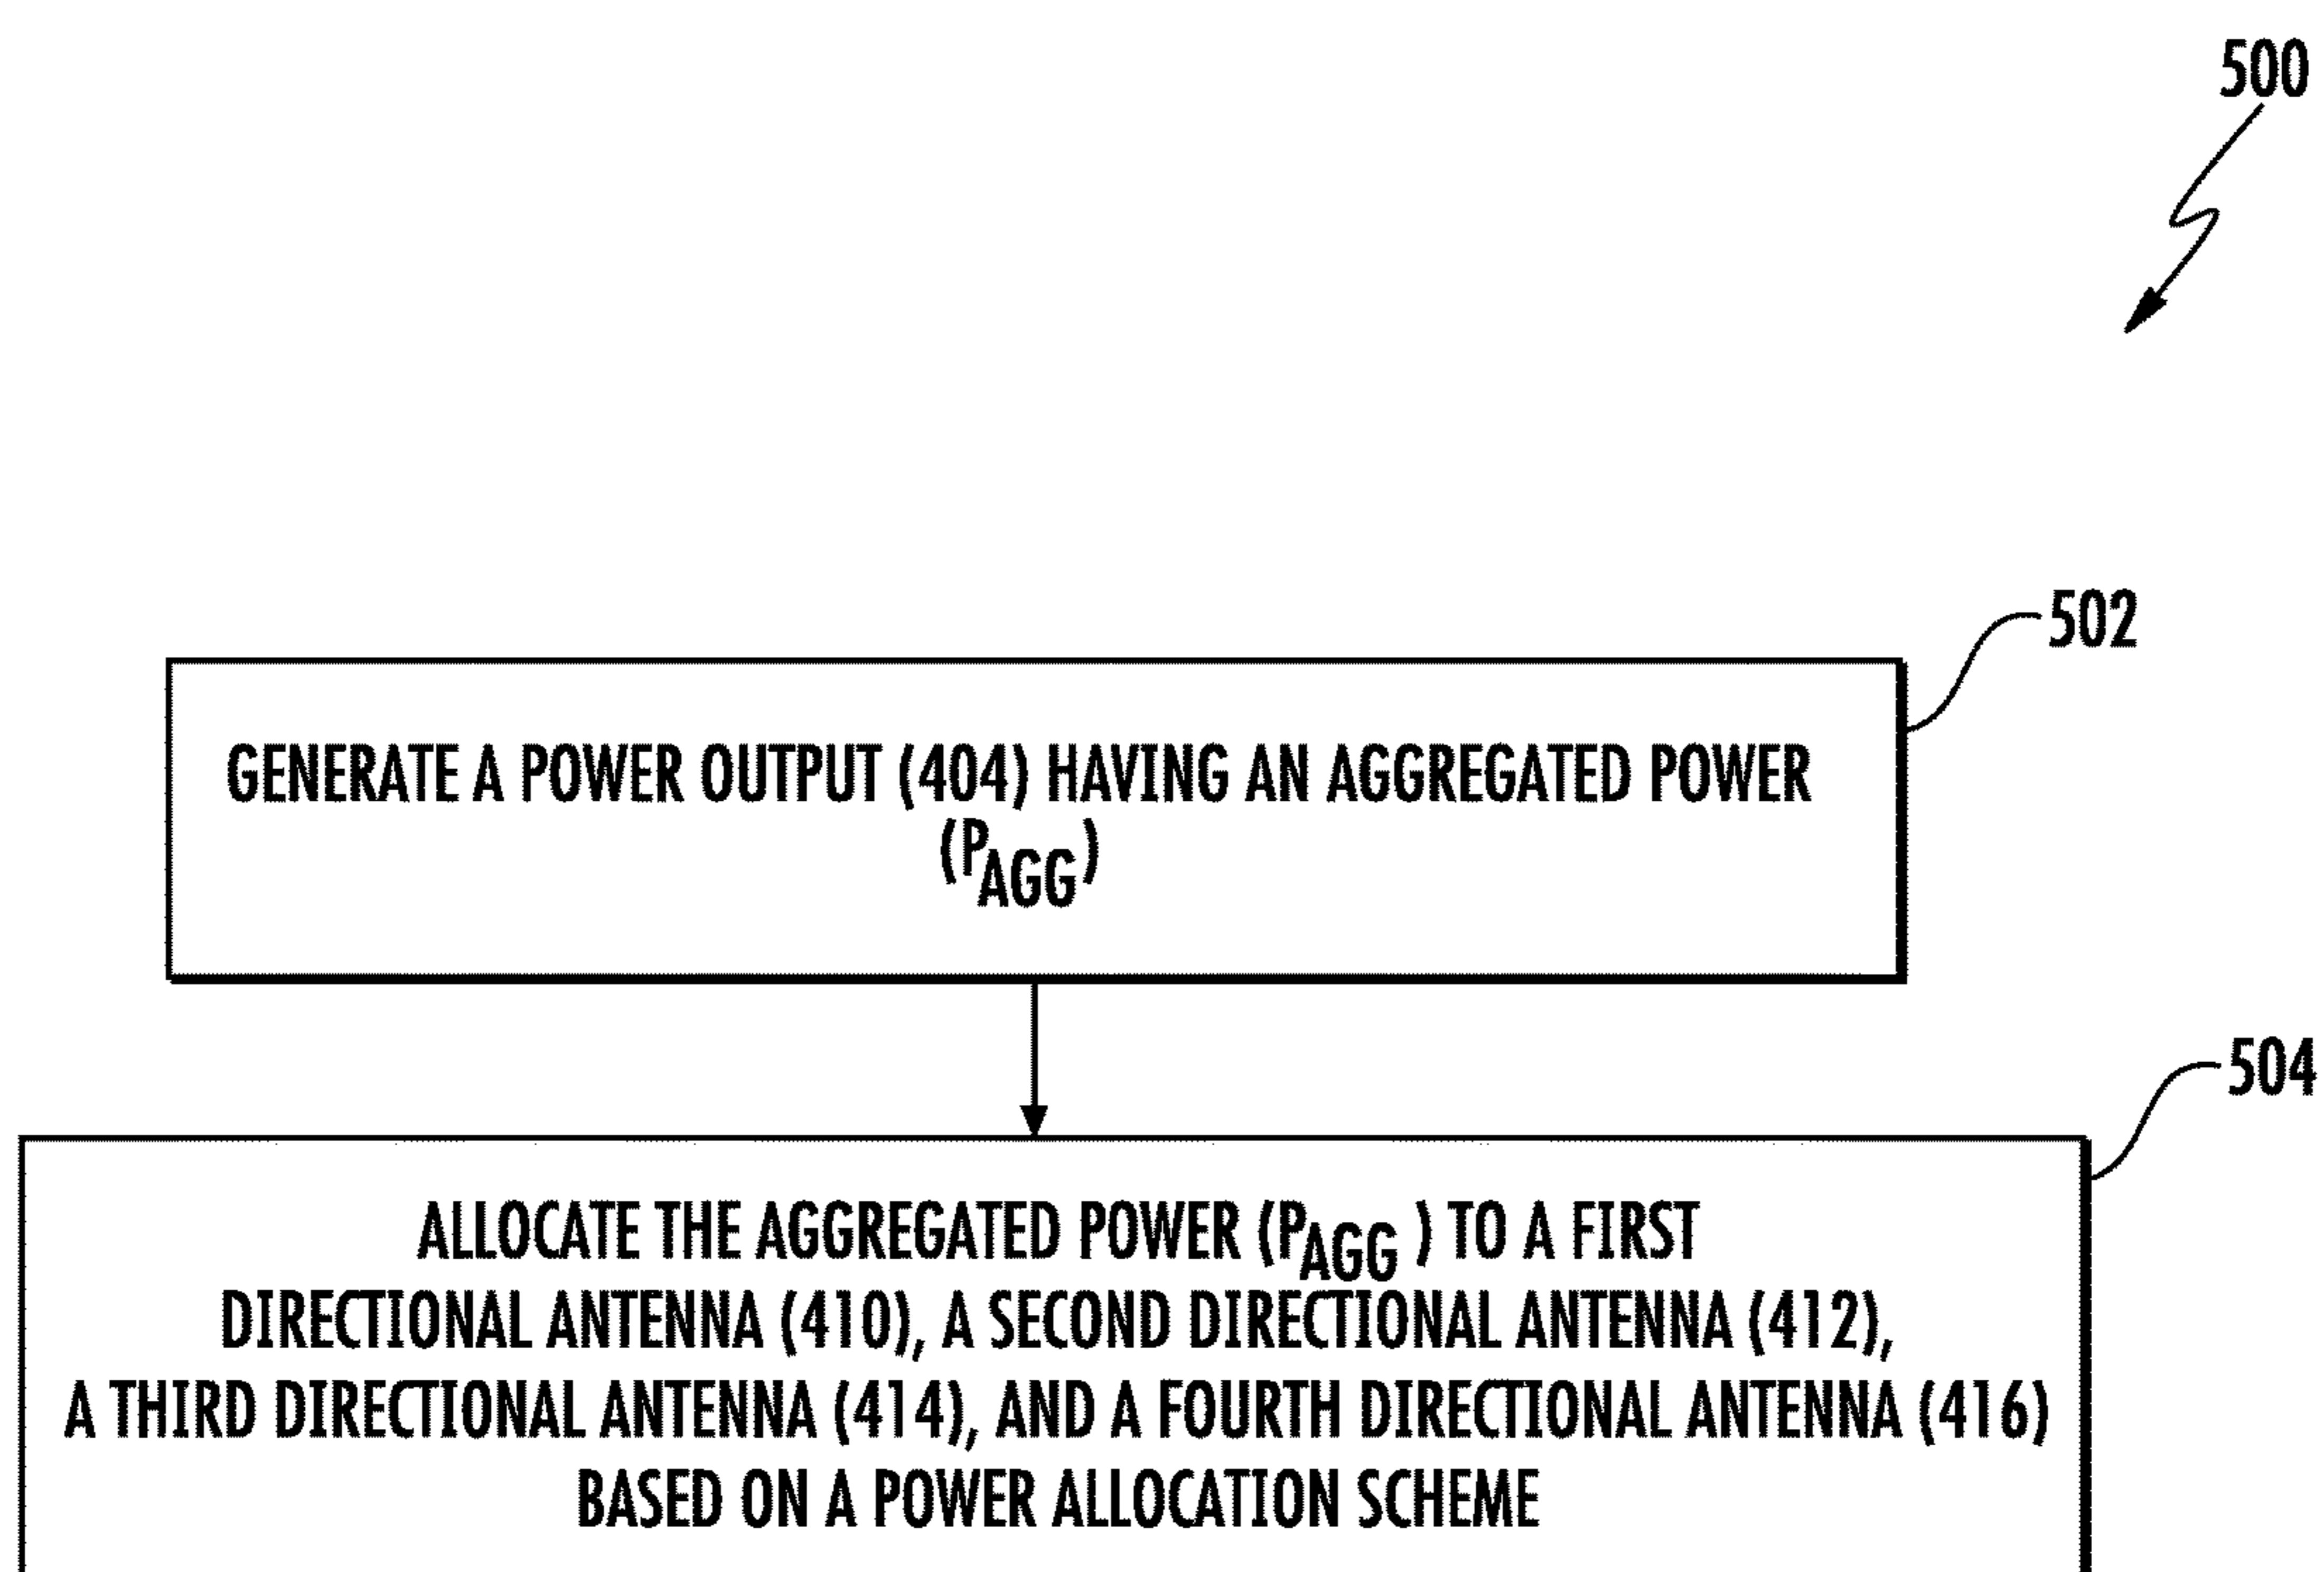 500
502
GENERATE A POWER OUTPUT (404) HAVING AN AGGREGATED POWER
(PAGG)
504
ALLOCATE THE AGGREGATED POWER (PAGG ) TO A FIRST
DIRECTIONAL ANTENNA (410), A SECOND DIRECTIONAL ANTENNA (412),
A THIRD DIRECTIONAL ANTENNA (414), AND A FOURTH DIRECTIONAL ANTENNA (416)
BASED ON A POWER ALLOCATION SCHEME